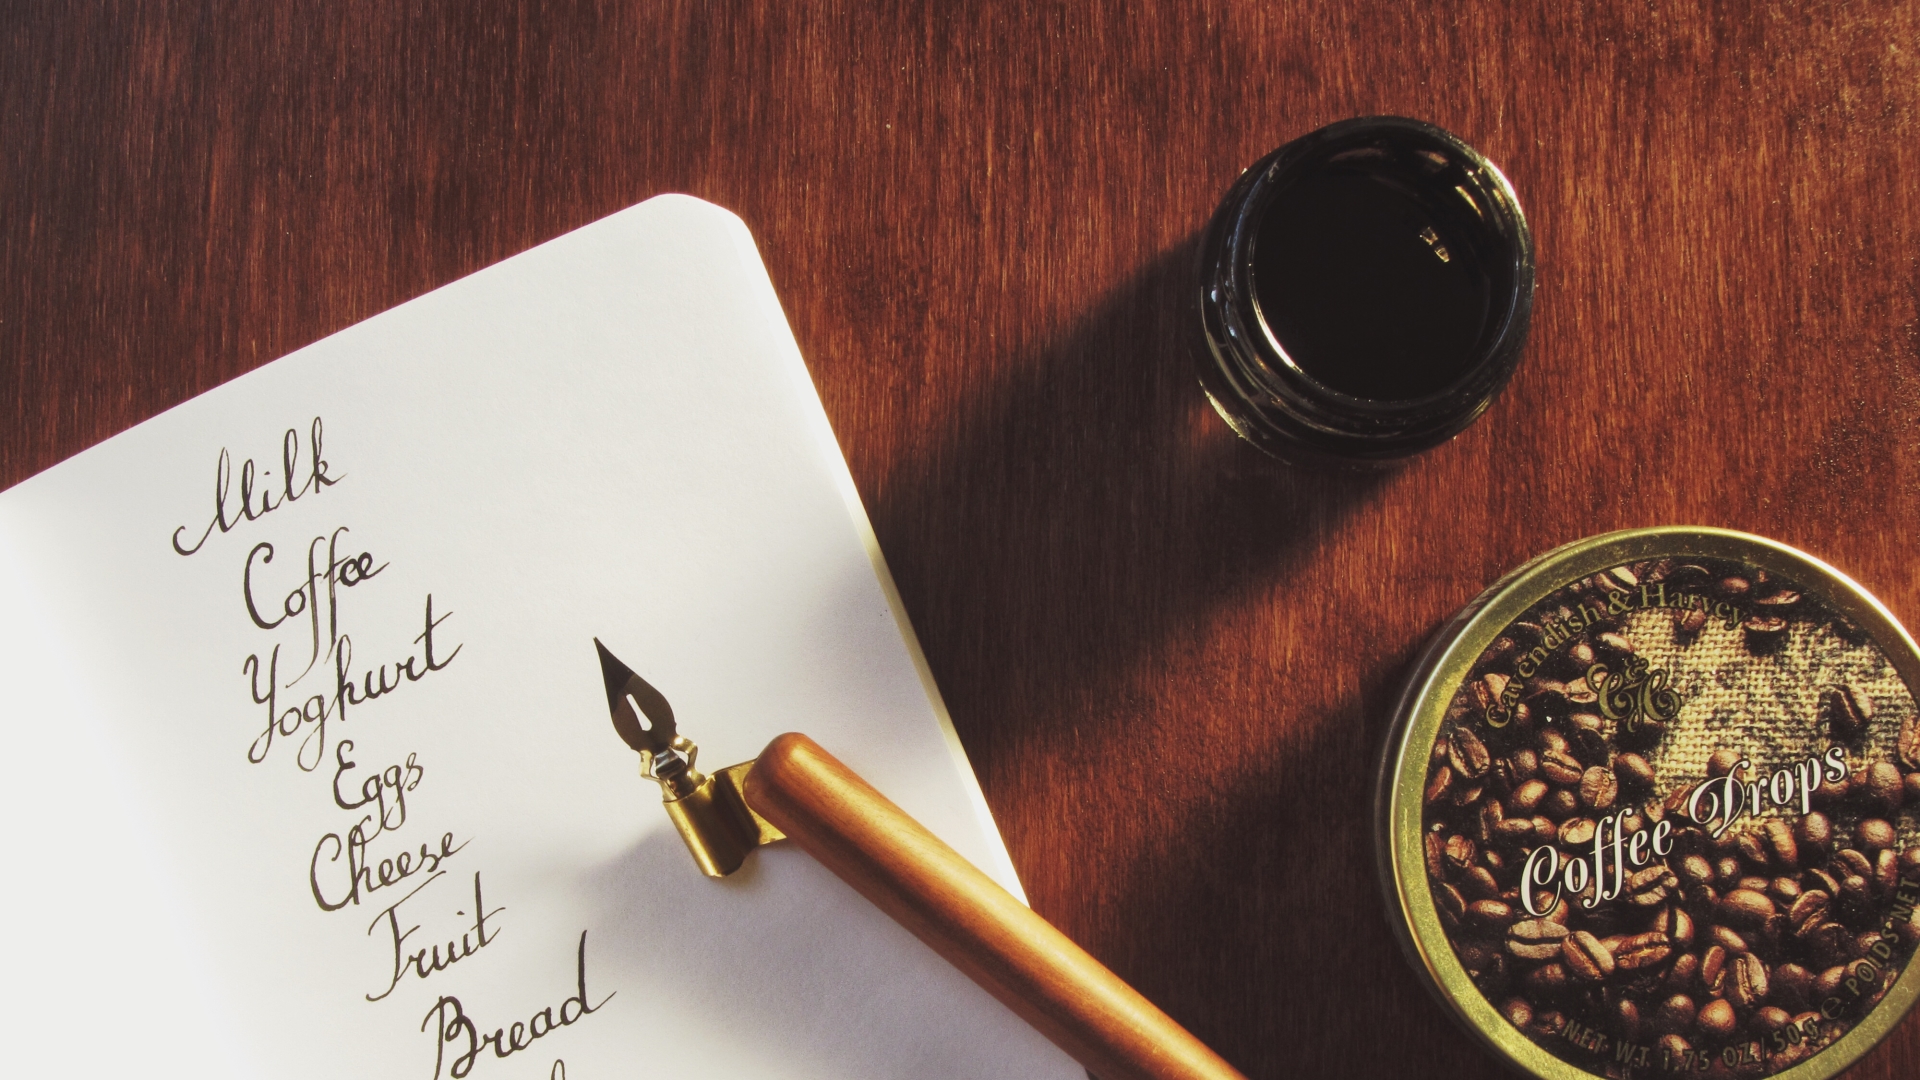 Milk
Coffee
Yoghurt
Eggs
Cheese
Fruit
Bread
Cavendish & Harvey
C&H
Coffee Drops
NET WT. 1.75 OZ / 50 g e POIDS NET